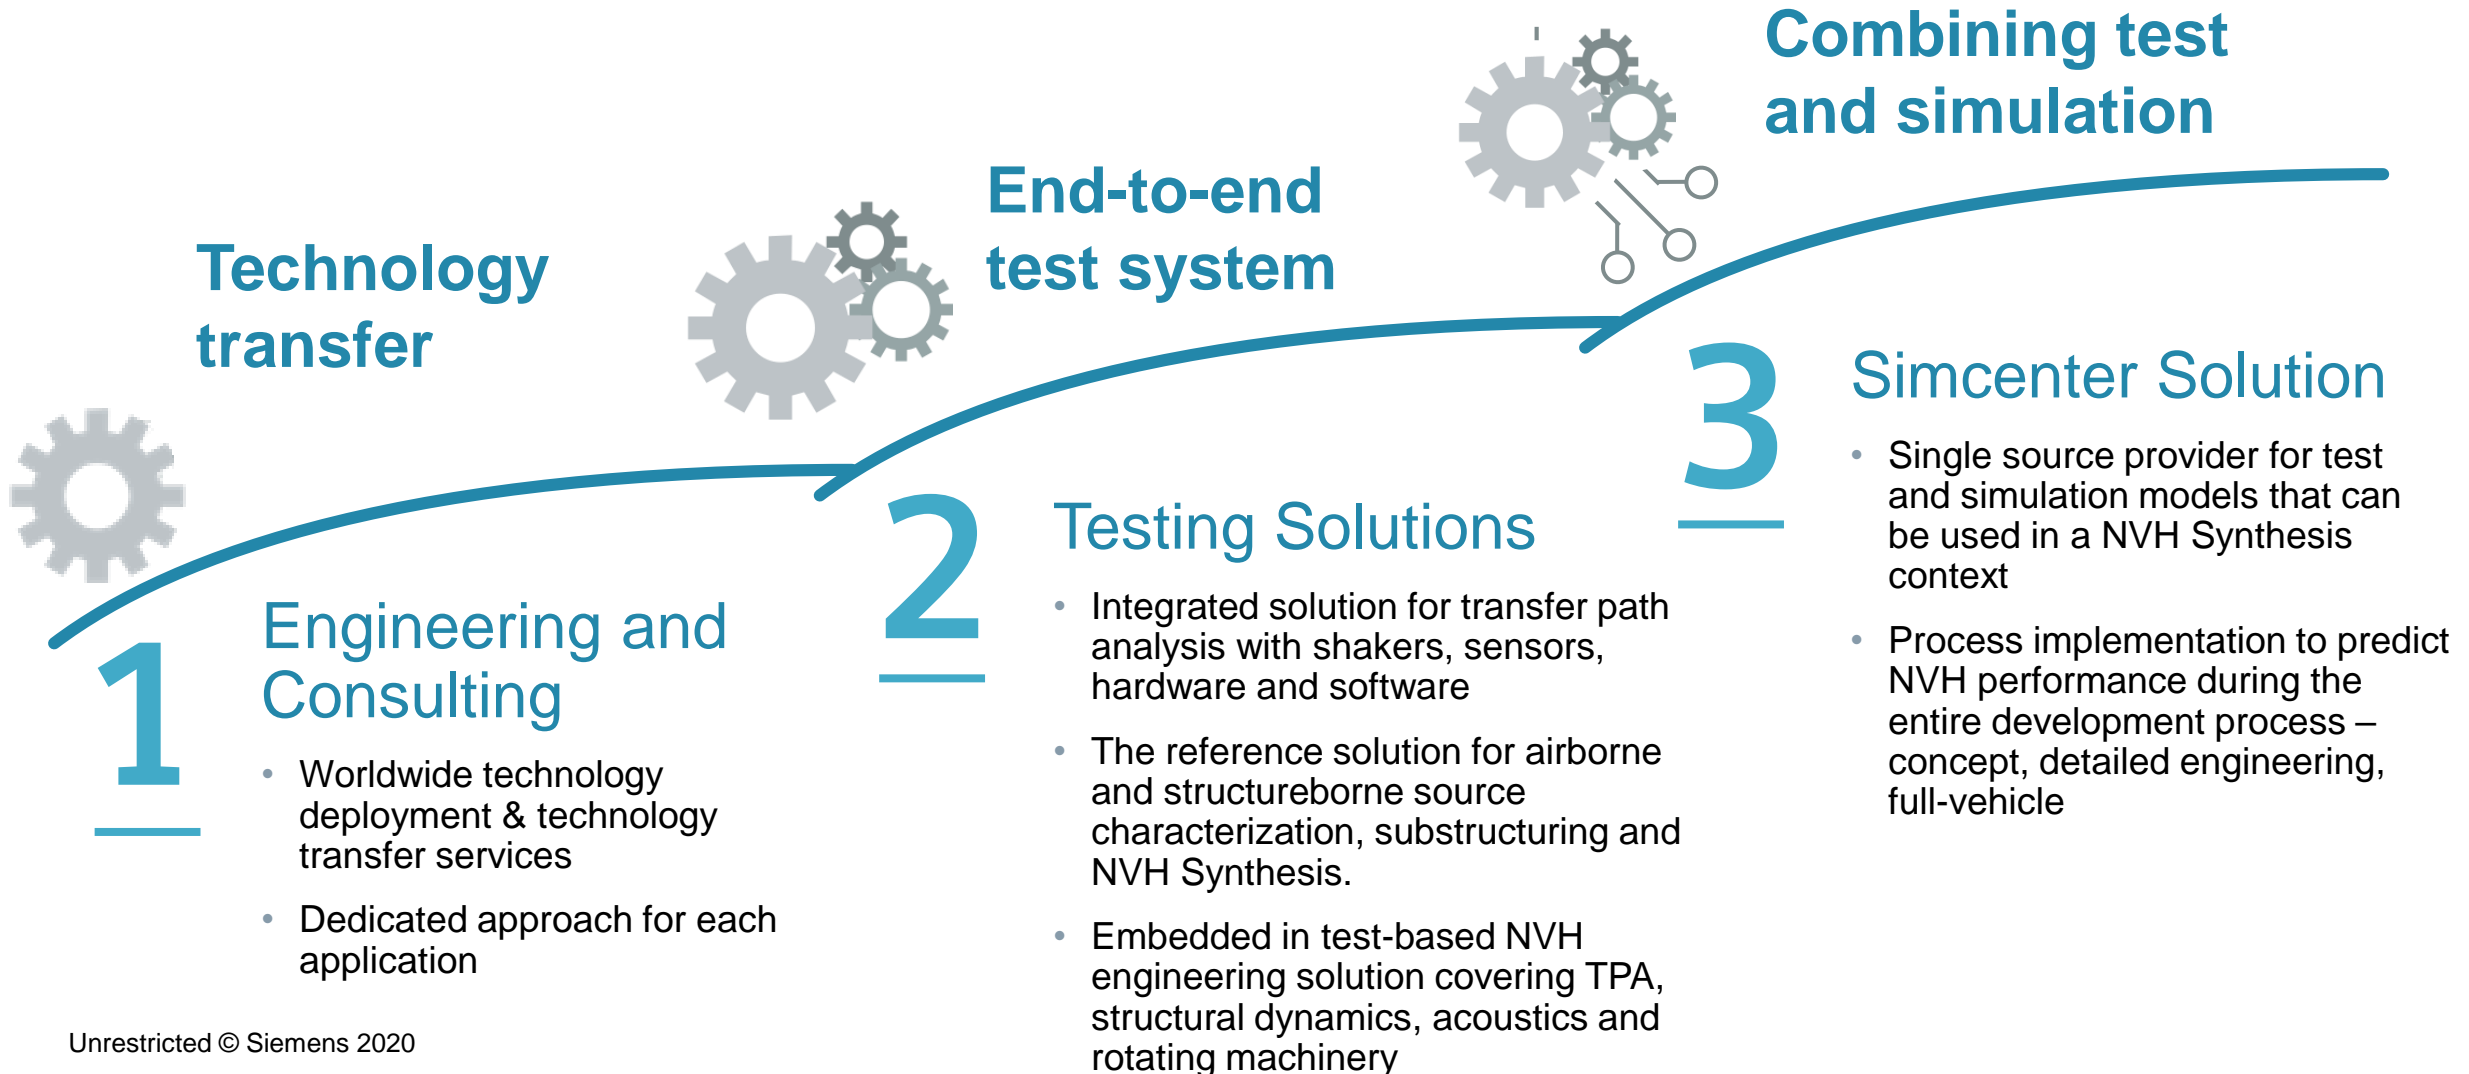 Technology
transfer
1
Engineering and
Consulting
• Worldwide technology
deployment & technology
transfer services
• Dedicated approach for each
application
End-to-end
test system
2
Testing Solutions
• Integrated solution for transfer path
analysis with shakers, sensors,
hardware and software
• The reference solution for airborne
and structureborne source
characterization, substructuring and
NVH Synthesis.
• Embedded in test-based NVH
engineering solution covering TPA,
structural dynamics, acoustics and
rotating machinery
Combining test
and simulation
3
Simcenter Solution
• Single source provider for test
and simulation models that can
be used in a NVH Synthesis
context
• Process implementation to predict
NVH performance during the
entire development process –
concept, detailed engineering,
full-vehicle
Unrestricted © Siemens 2020